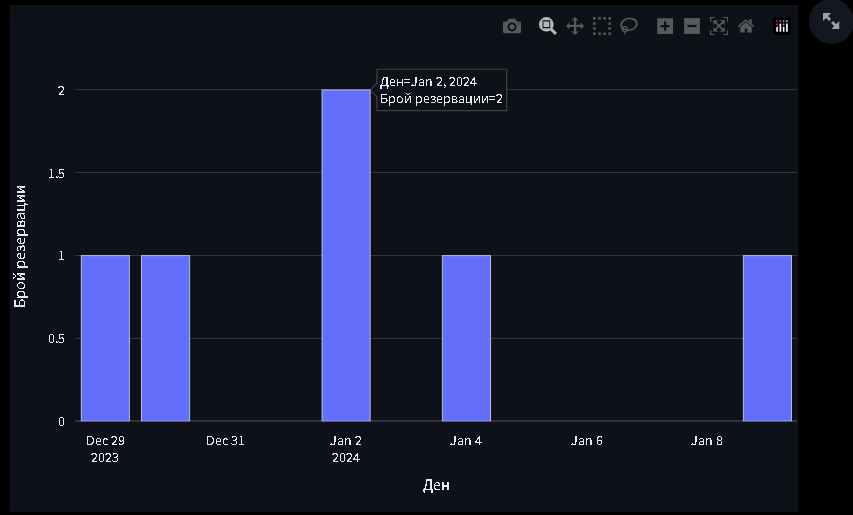 Ден=Jan 2, 2024
Брой резервации=2
2
1.5
1
0.5
0
Брой резервации
Dec 29
2023
Dec 31
Jan 2
2024
Jan 4
Jan 6
Jan 8
Ден